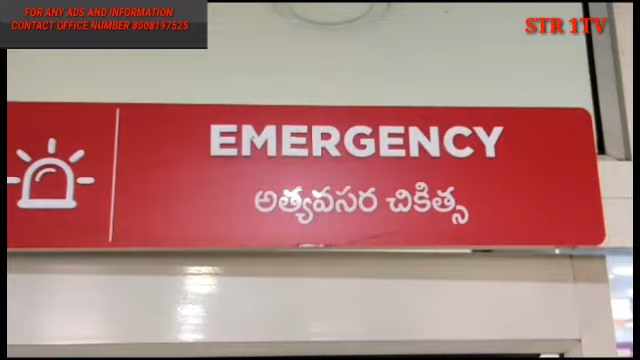 FOR ANY ADS AND INFORMATION
CONTACT OFFICE NUMBER 8008197525
STR 1TV
EMERGENCY
అత్యవసర చికిత్స